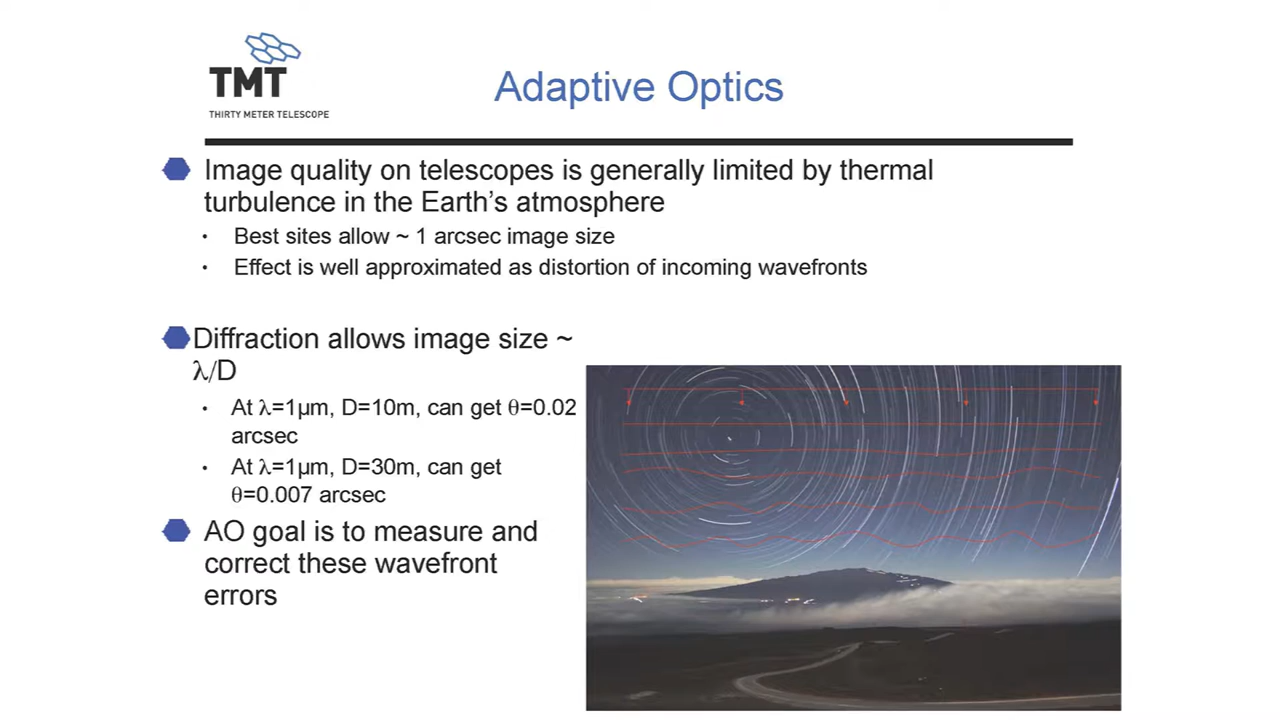 TMT
THIRTY METER TELESCOPE
Adaptive Optics
Image quality on telescopes is generally limited by thermal
turbulence in the Earth’s atmosphere
• Best sites allow ~ 1 arcsec image size
• Effect is well approximated as distortion of incoming wavefronts
Diffraction allows image size ~
λ/D
• At λ=1µm, D=10m, can get θ=0.02
arcsec
• At λ=1µm, D=30m, can get
θ=0.007 arcsec
AO goal is to measure and
correct these wavefront
errors